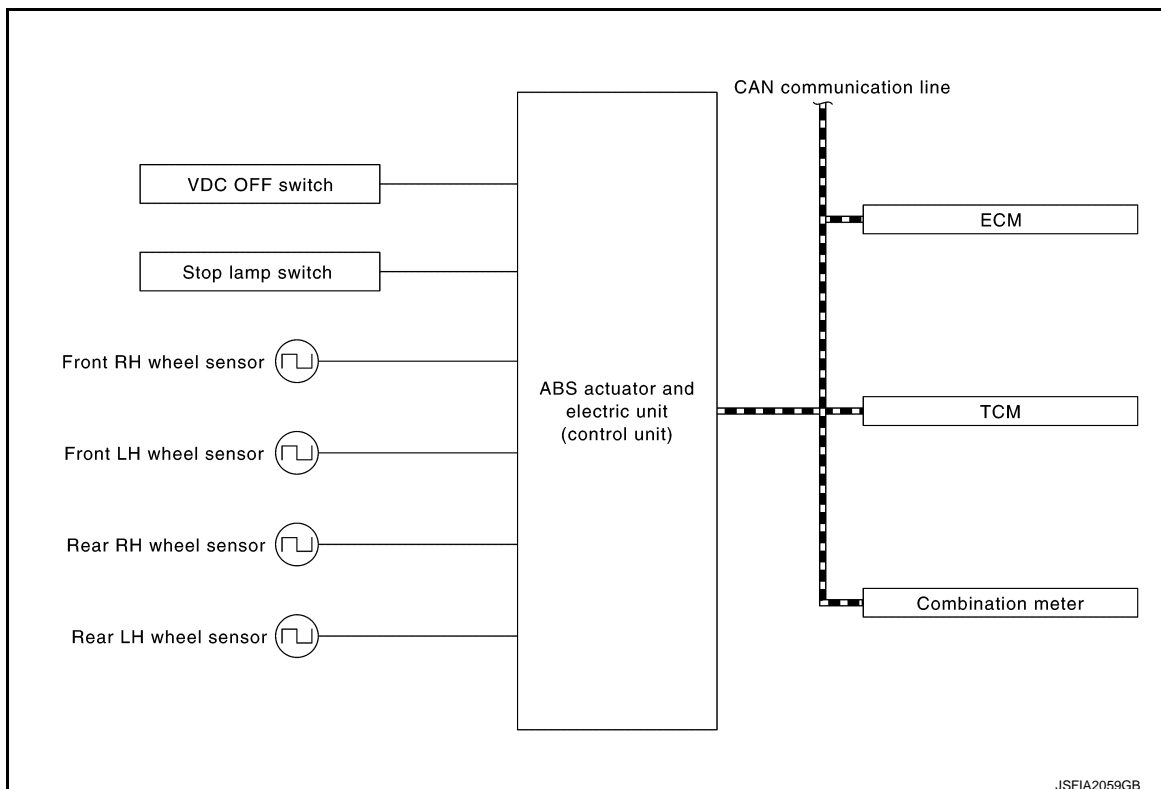 CAN communication line
VDC OFF switch
ECM
Stop lamp switch
Front RH wheel sensor
ABS actuator and
electric unit
(control unit)
TCM
Front LH wheel sensor
Rear RH wheel sensor
Combination meter
Rear LH wheel sensor
JSFIA2059GB